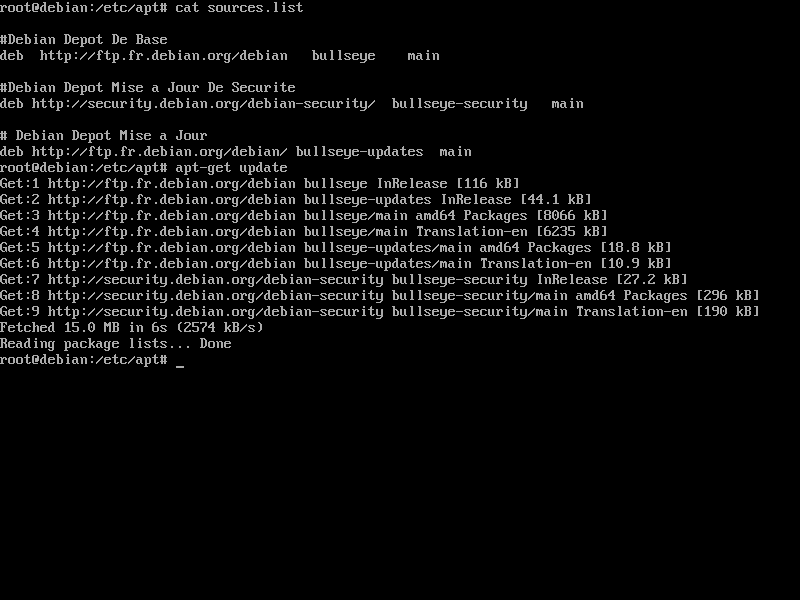 root@debian:/etc/apt# cat sources.list
#Debian Depot De Base
deb  http://ftp.fr.debian.org/debian   bullseye    main
#Debian Depot Mise a Jour De Securite
deb http://security.debian.org/debian-security/  bullseye-security   main
# Debian Depot Mise a Jour
deb http://ftp.fr.debian.org/debian/ bullseye-updates  main
root@debian:/etc/apt# apt-get update
Get:1 http://ftp.fr.debian.org/debian bullseye InRelease [116 kB]
Get:2 http://ftp.fr.debian.org/debian bullseye-updates InRelease [44.1 kB]
Get:3 http://ftp.fr.debian.org/debian bullseye/main amd64 Packages [8066 kB]
Get:4 http://ftp.fr.debian.org/debian bullseye/main Translation-en [6235 kB]
Get:5 http://ftp.fr.debian.org/debian bullseye-updates/main amd64 Packages [18.8 kB]
Get:6 http://ftp.fr.debian.org/debian bullseye-updates/main Translation-en [10.9 kB]
Get:7 http://security.debian.org/debian-security bullseye-security InRelease [27.2 kB]
Get:8 http://security.debian.org/debian-security bullseye-security/main amd64 Packages [296 kB]
Get:9 http://security.debian.org/debian-security bullseye-security/main Translation-en [190 kB]
Fetched 15.0 MB in 6s (2574 kB/s)
Reading package lists... Done
root@debian:/etc/apt# _